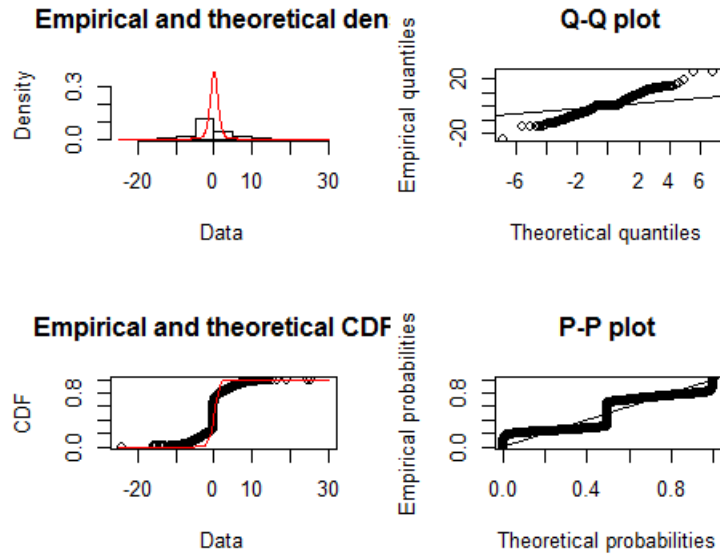 Empirical and theoretical den
Density
0.0 0.3
-20 0 10 30
Data
Q-Q plot
Empirical quantiles
-20 20
-6 -2 2 4 6
Theoretical quantiles
Empirical and theoretical CDF
CDF
0.0 0.8
-20 0 10 30
Data
P-P plot
Empirical probabilities
0.0 0.8
0.0 0.4 0.8
Theoretical probabilities